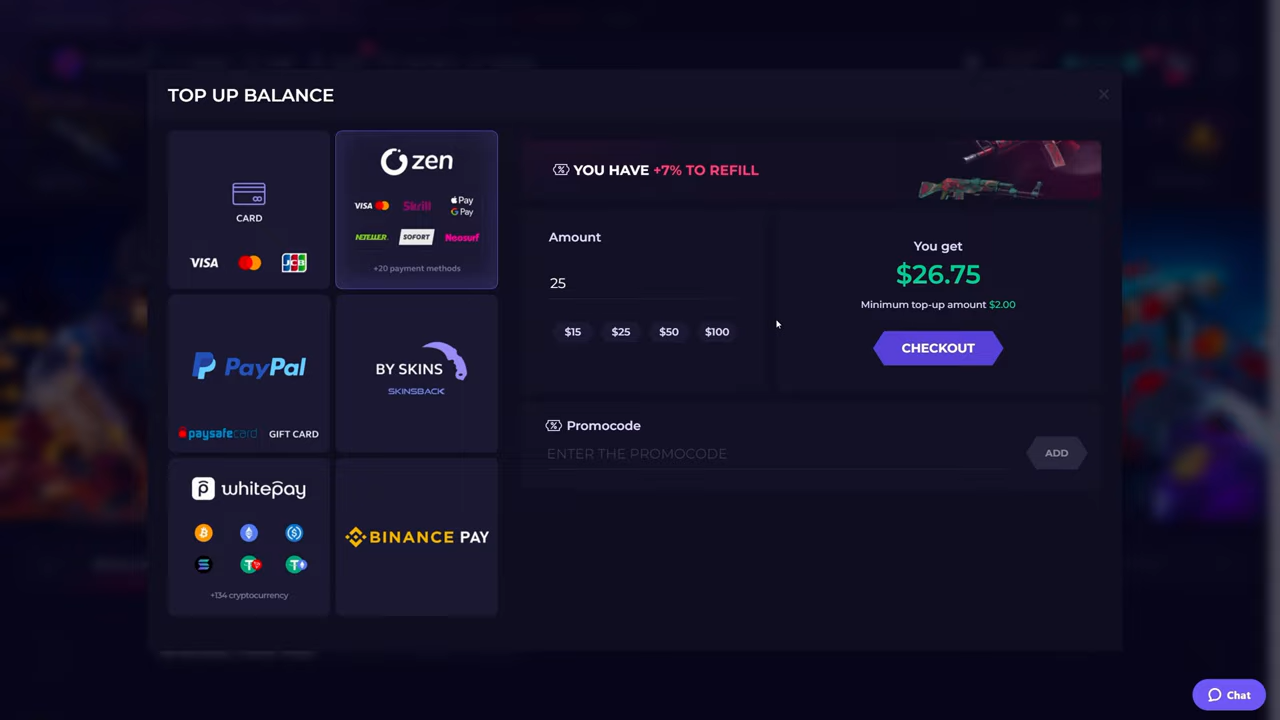 TOP UP BALANCE
CARD
VISA
JCB
zen
VISA Skrill Pay
G Pay
NETELLER SOFORT Neosurf
+20 payment methods
PayPal
paysafecard GIFT CARD
BY SKINS
SKINSBACK
whitepay
+134 cryptocurrency
BINANCE PAY
YOU HAVE +7% TO REFILL
Amount
25
$15 $25 $50 $100
You get
$26.75
Minimum top-up amount $2.00
CHECKOUT
Promocode
ENTER THE PROMOCODE
ADD
Chat